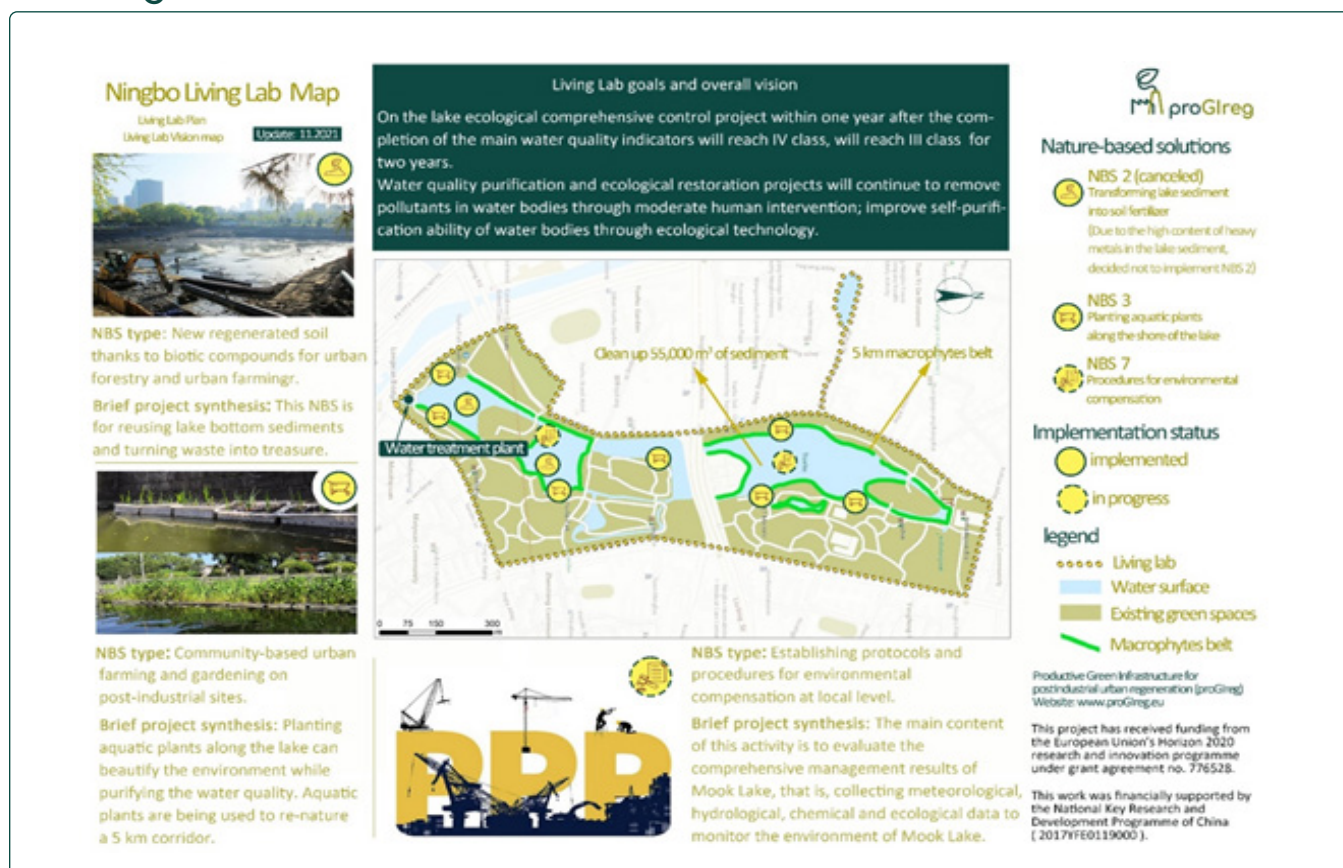 Ningbo Living Lab Map
Living Lab Plan
Living Lab Vision map
Update: 11.2021
NBS type: New regenerated soil
thanks to biotic compounds for urban
forestry and urban farmingr.
Brief project synthesis: This NBS is
for reusing lake bottom sediments
and turning waste into treasure.
NBS type: Community-based urban
farming and gardening on
post-industrial sites.
Brief project synthesis: Planting
aquatic plants along the lake can
beautify the environment while
purifying the water quality. Aquatic
plants are being used to re-nature
a 5 km corridor.
Living Lab goals and overall vision
On the lake ecological comprehensive control project within one year after the com-
pletion of the main water quality indicators will reach IV class, will reach III class for
two years.
Water quality purification and ecological restoration projects will continue to remove
pollutants in water bodies through moderate human intervention; improve self-purifi-
cation ability of water bodies through ecological technology.
Clean up 55,000 m³ of sediment
5 km macrophytes belt
Water treatment plant
N
0 75 150 300
m
PPP
NBS type: Establishing protocols and
procedures for environmental
compensation at local level.
Brief project synthesis: The main content
of this activity is to evaluate the
comprehensive management results of
Mook Lake, that is, collecting meteorological,
hydrological, chemical and ecological data to
monitor the environment of Mook Lake.
proGIreg
Nature-based solutions
NBS 2 (canceled)
Transforming lake sediment
into soil fertilizer
(Due to the high content of heavy
metals in the lake sediment,
decided not to implement NBS 2)
NBS 3
Planting aquatic plants
along the shore of the lake
NBS 7
Procedures for environmental
compensation
Implementation status
implemented
in progress
legend
Living lab
Water surface
Existing green spaces
Macrophytes belt
Productive Green Infrastructure for
postindustrial urban regeneration (proGIreg)
Website: www.proGIreg.eu
This project has received funding from
the European Union's Horizon 2020
research and innovation programme
under grant agreement no. 776528.
This work was financially supported by
the National Key Research and
Development Programme of China
( 2017YFE0119000 ).